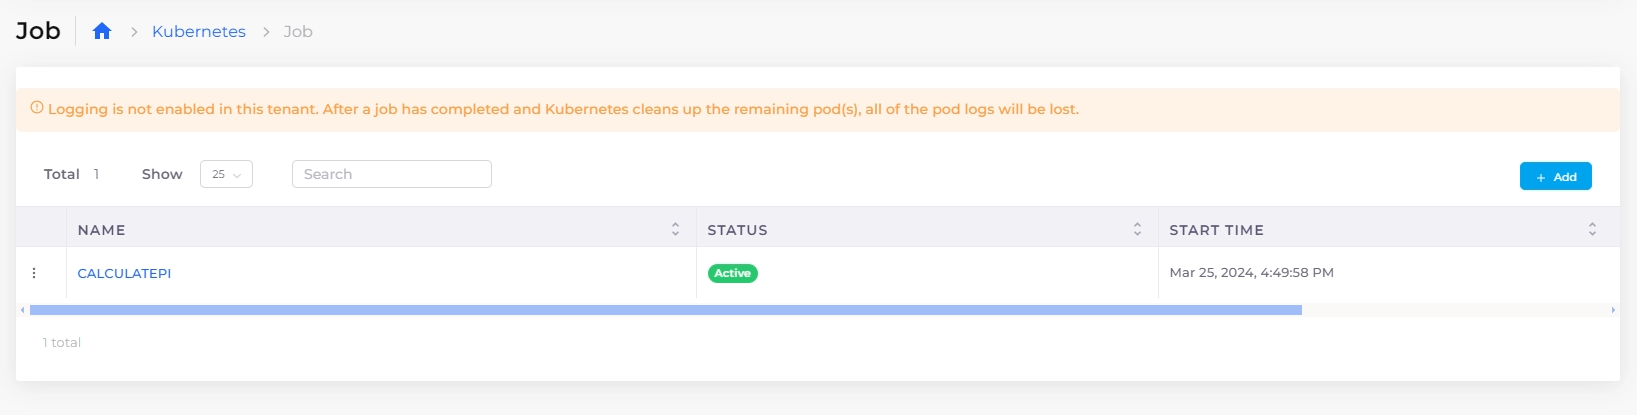 Job Kubernetes Job
Logging is not enabled in this tenant. After a job has completed and Kubernetes cleans up the remaining pod(s), all of the pod logs will be lost.
Total 1 Show 25 Search + Add
NAME STATUS START TIME
CALCULATEPI Active Mar 25, 2024, 4:49:58 PM
1 total